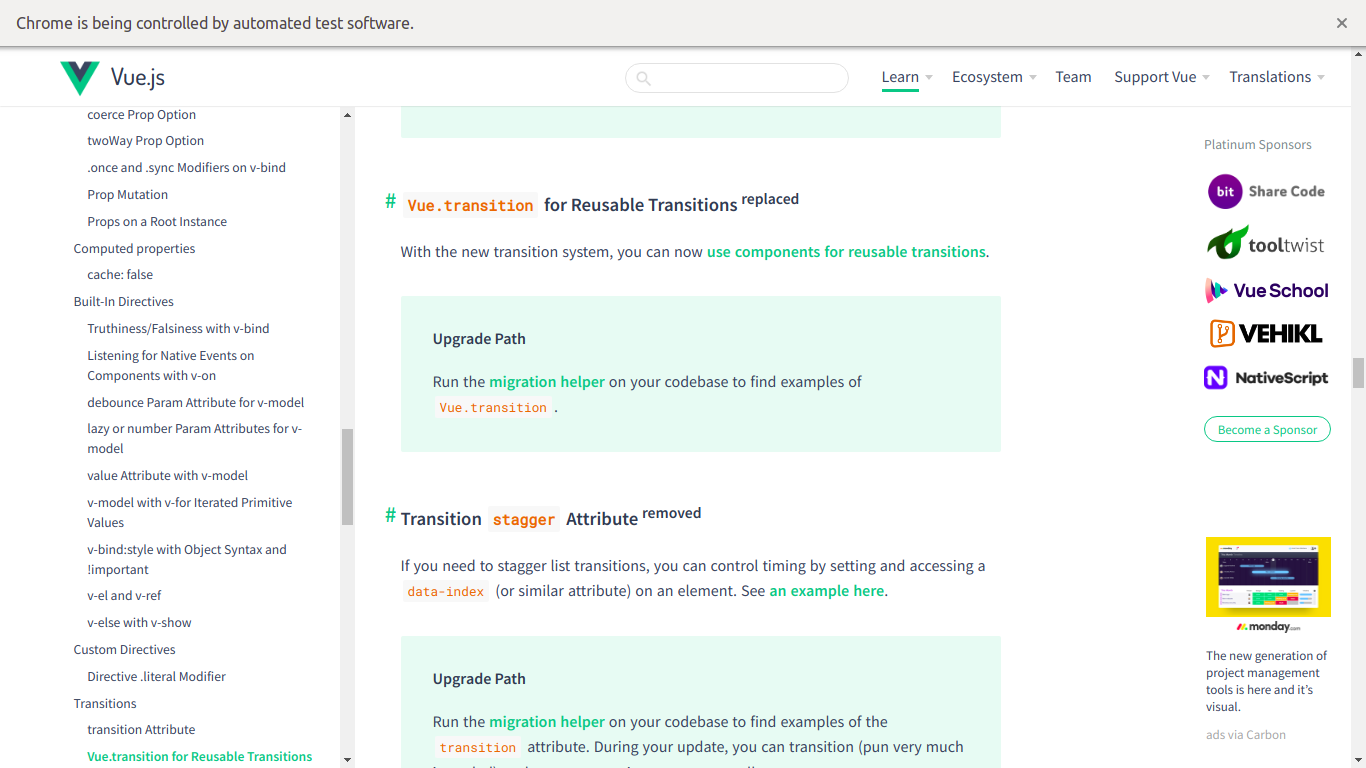 Chrome is being controlled by automated test software.
Vue.js
Learn
Ecosystem
Team
Support Vue
Translations
coerce Prop Option
twoWay Prop Option
.once and .sync Modifiers on v-bind
Prop Mutation
Props on a Root Instance
Computed properties
cache: false
Built-In Directives
Truthiness/Falsiness with v-bind
Listening for Native Events on
Components with v-on
debounce Param Attribute for v-model
lazy or number Param Attributes for v-
model
value Attribute with v-model
v-model with v-for Iterated Primitive
Values
v-bind:style with Object Syntax and
!important
v-el and v-ref
v-else with v-show
Custom Directives
Directive .literal Modifier
Transitions
transition Attribute
Vue.transition for Reusable Transitions
# Vue.transition for Reusable Transitions replaced
With the new transition system, you can now use components for reusable transitions.
Upgrade Path
Run the migration helper on your codebase to find examples of
Vue.transition .
# Transition stagger Attribute removed
If you need to stagger list transitions, you can control timing by setting and accessing a
data-index (or similar attribute) on an element. See an example here.
Upgrade Path
Run the migration helper on your codebase to find examples of the
transition attribute. During your update, you can transition (pun very much
Platinum Sponsors
bit Share Code
tooltwist
Vue School
VEHIKL
NativeScript
Become a Sponsor
monday.com
The new generation of
project management
tools is here and it's
visual.
ads via Carbon